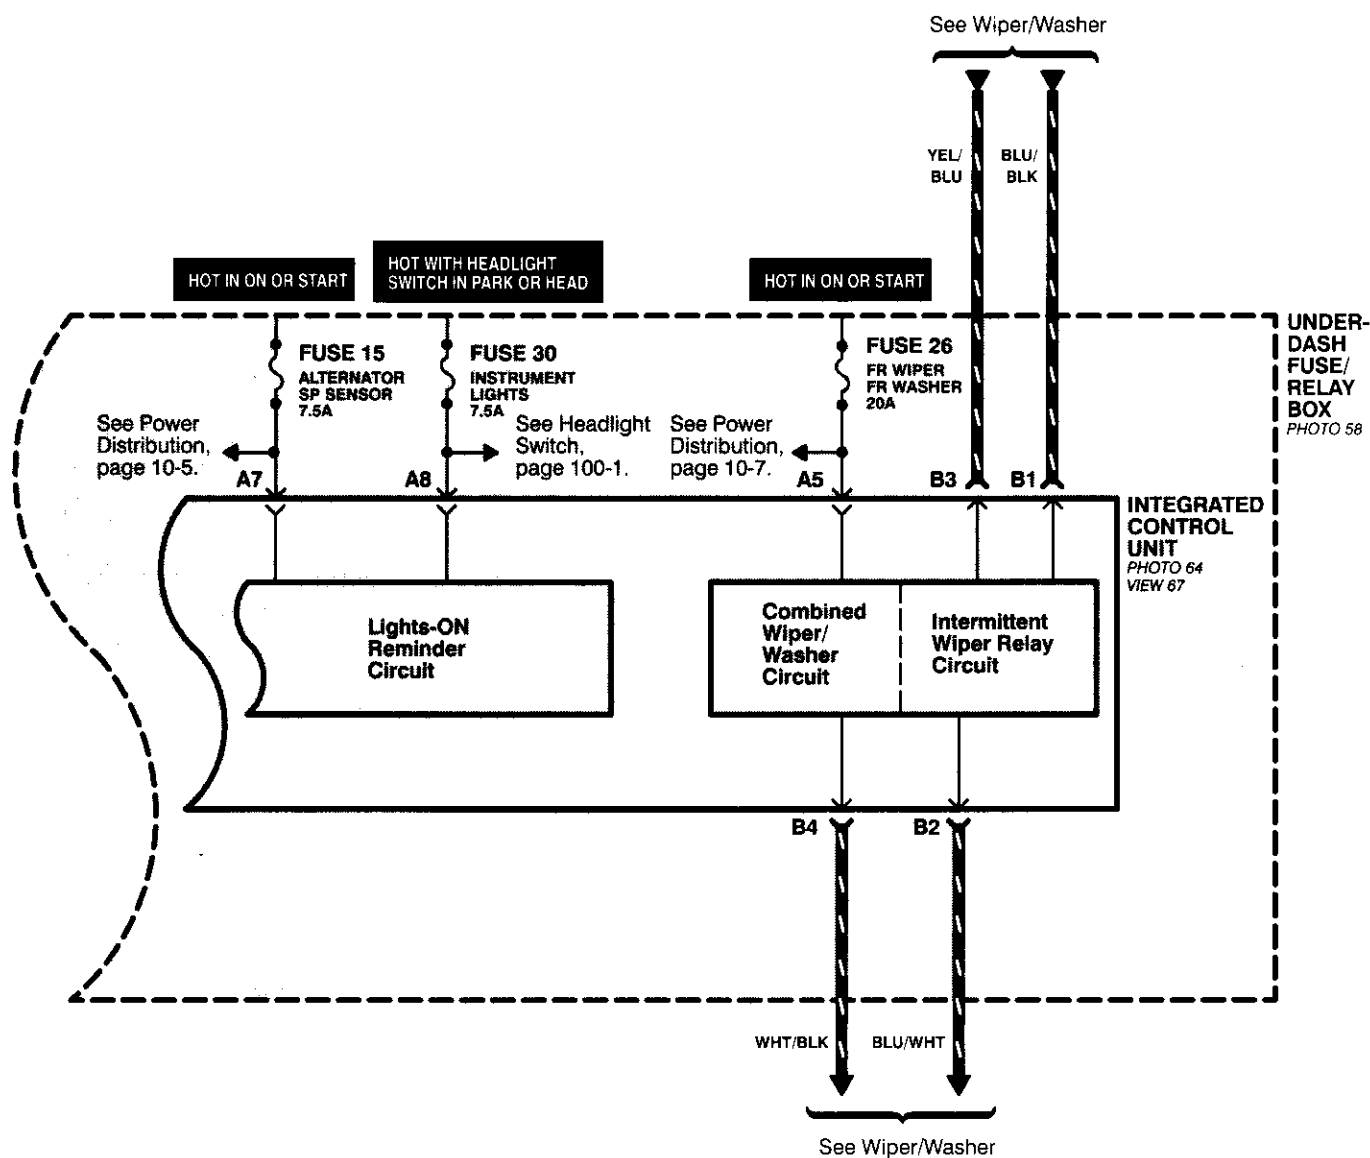 See Wiper/Washer
YEL/
BLU
BLU/
BLK
HOT IN ON OR START
HOT WITH HEADLIGHT
SWITCH IN PARK OR HEAD
HOT IN ON OR START
FUSE 15
ALTERNATOR
SP SENSOR
7.5A
FUSE 30
INSTRUMENT
LIGHTS
7.5A
FUSE 26
FR WIPER
FR WASHER
20A
UNDER-
DASH
FUSE/
RELAY
BOX
PHOTO 58
See Power
Distribution,
page 10-5.
See Headlight
Switch,
page 100-1.
See Power
Distribution,
page 10-7.
A7
A8
A5
B3
B1
INTEGRATED
CONTROL
UNIT
PHOTO 64
VIEW 67
Lights-ON
Reminder
Circuit
Combined
Wiper/
Washer
Circuit
Intermittent
Wiper Relay
Circuit
B4
B2
WHT/BLK
BLU/WHT
See Wiper/Washer